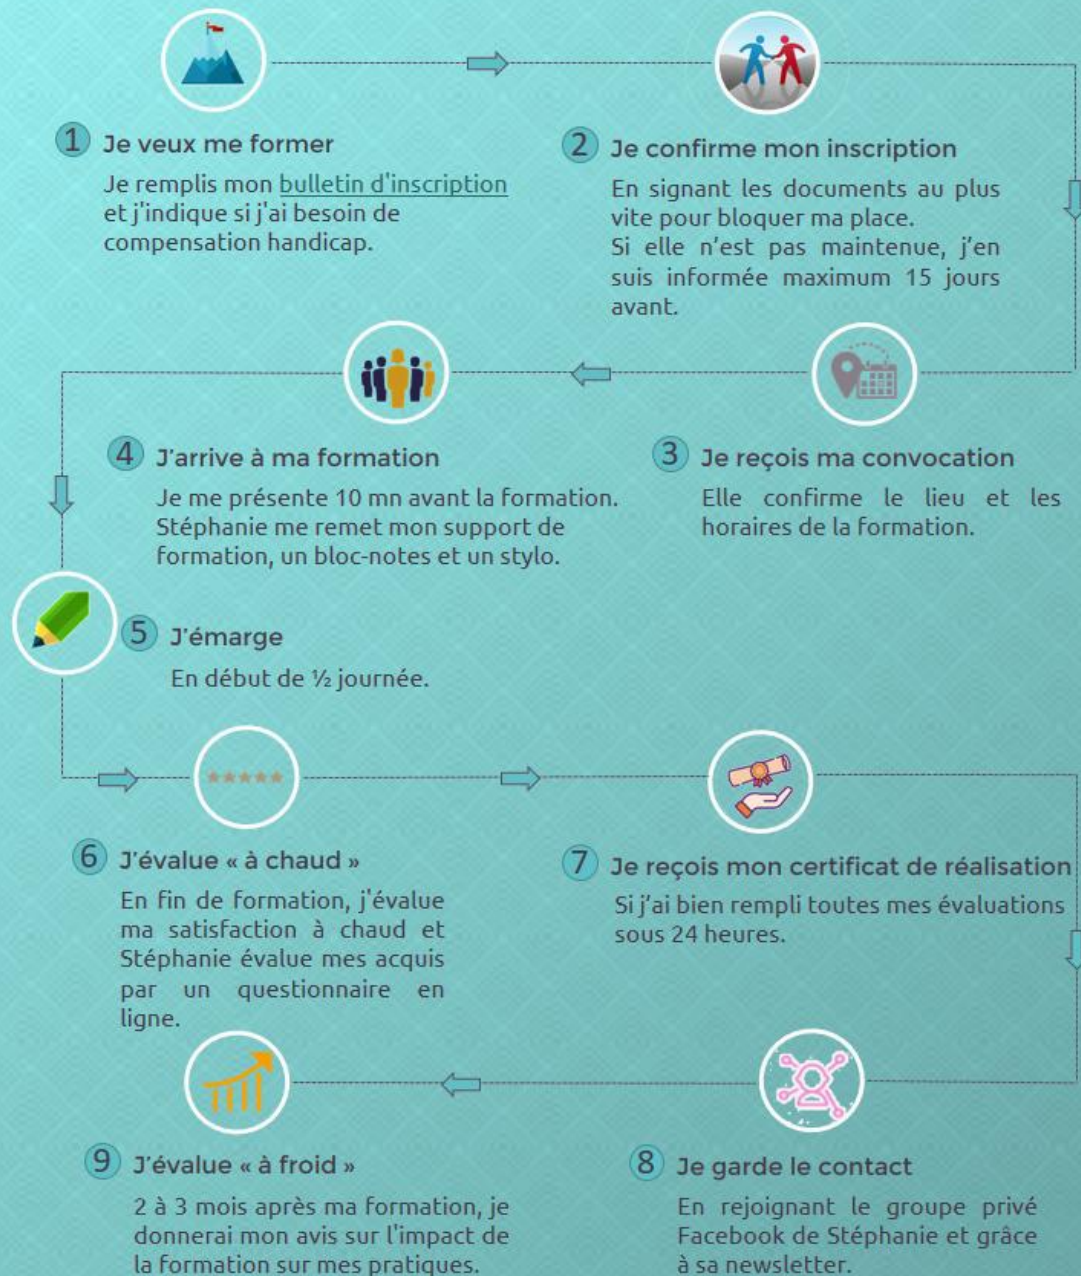 1 Je veux me former
Je remplis mon bulletin d'inscription
et j'indique si j'ai besoin de
compensation handicap.
2 Je confirme mon inscription
En signant les documents au plus
vite pour bloquer ma place.
Si elle n'est pas maintenue, j'en
suis informée maximum 15 jours
avant.
3 Je reçois ma convocation
Elle confirme le lieu et les
horaires de la formation.
4 J'arrive à ma formation
Je me présente 10 mn avant la formation.
Stéphanie me remet mon support de
formation, un bloc-notes et un stylo.
5 J'émarge
En début de ½ journée.
6 J'évalue « à chaud »
En fin de formation, j'évalue
ma satisfaction à chaud et
Stéphanie évalue mes acquis
par un questionnaire en
ligne.
7 Je reçois mon certificat de réalisation
Si j'ai bien rempli toutes mes évaluations
sous 24 heures.
8 Je garde le contact
En rejoignant le groupe privé
Facebook de Stéphanie et grâce
à sa newsletter.
9 J'évalue « à froid »
2 à 3 mois après ma formation, je
donnerai mon avis sur l'impact de
la formation sur mes pratiques.